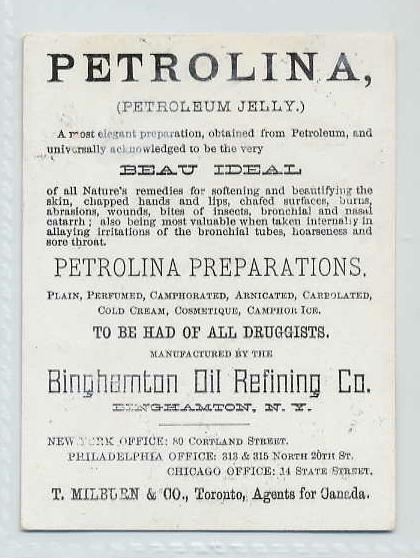 PETROLINA,
(PETROLEUM JELLY.)
A most elegant preparation, obtained from Petroleum, and
universally acknowledged to be the very
BEAU IDEAL
of all Nature's remedies for softening and beautifying the
skin, chapped hands and lips, chafed surfaces, burns,
abrasions, wounds, bites of insects, bronchial and nasal
catarrh; also being most valuable when taken internally in
allaying irritations of the bronchial tubes, hoarseness and
sore throat.
PETROLINA PREPARATIONS,
PLAIN, PERFUMED, CAMPHORATED, ARNICATED, CARBOLATED,
COLD CREAM, COSMETIQUE, CAMPHOR ICE.
TO BE HAD OF ALL DRUGGISTS.
MANUFACTURED BY THE
Binghamton Oil Refining Co.
BINGHAMTON, N. Y.
NEW YORK OFFICE: 80 CORTLAND STREET.
PHILADELPHIA OFFICE: 313 & 315 NORTH 20TH ST.
CHICAGO OFFICE: 14 STATE STREET.
T. MILBURN & CO., Toronto, Agents for Canada.